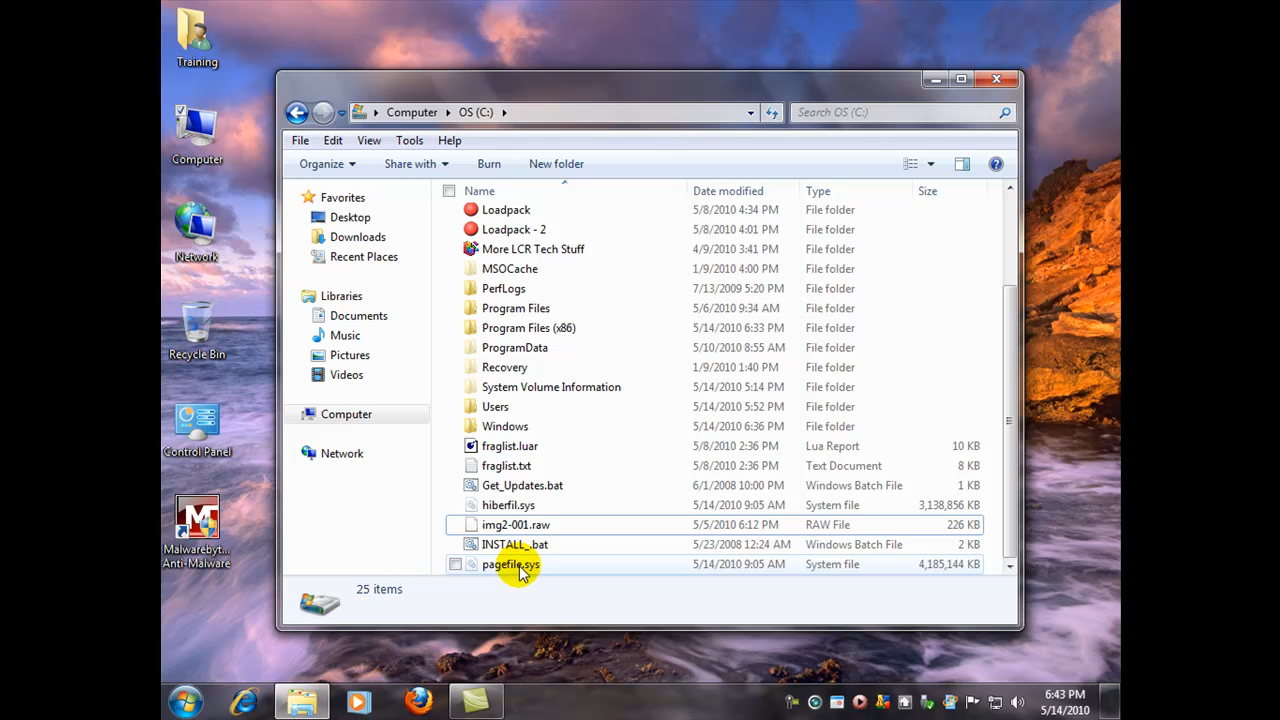 Training
Computer
Network
Recycle Bin
Control Panel
Malwarebyt...
Anti-Malware
Computer
OS (C:)
Search OS (C:)
File Edit View Tools Help
Organize Share with Burn New folder
Favorites
Desktop
Downloads
Recent Places
Libraries
Documents
Music
Pictures
Videos
Computer
Network
Name Date modified Type Size
Loadpack 5/8/2010 4:34 PM File folder
Loadpack - 2 5/8/2010 4:01 PM File folder
More LCR Tech Stuff 4/9/2010 3:41 PM File folder
MSOCache 1/9/2010 4:00 PM File folder
PerfLogs 7/13/2009 5:20 PM File folder
Program Files 5/6/2010 9:34 AM File folder
Program Files (x86) 5/14/2010 6:33 PM File folder
ProgramData 5/10/2010 8:55 AM File folder
Recovery 1/9/2010 1:40 PM File folder
System Volume Information 5/14/2010 5:14 PM File folder
Users 5/14/2010 5:52 PM File folder
Windows 5/14/2010 6:36 PM File folder
fraglist.luar 5/8/2010 2:36 PM Lua Report 10 KB
fraglist.txt 5/8/2010 2:36 PM Text Document 8 KB
Get_Updates.bat 6/1/2008 10:00 PM Windows Batch File 1 KB
hiberfil.sys 5/14/2010 9:05 AM System file 3,138,856 KB
img2-001.raw 5/5/2010 6:12 PM RAW File 226 KB
INSTALL_.bat 5/23/2008 12:24 AM Windows Batch File 2 KB
pagefile.sys 5/14/2010 9:05 AM System file 4,185,144 KB
25 items
6:43 PM
5/14/2010